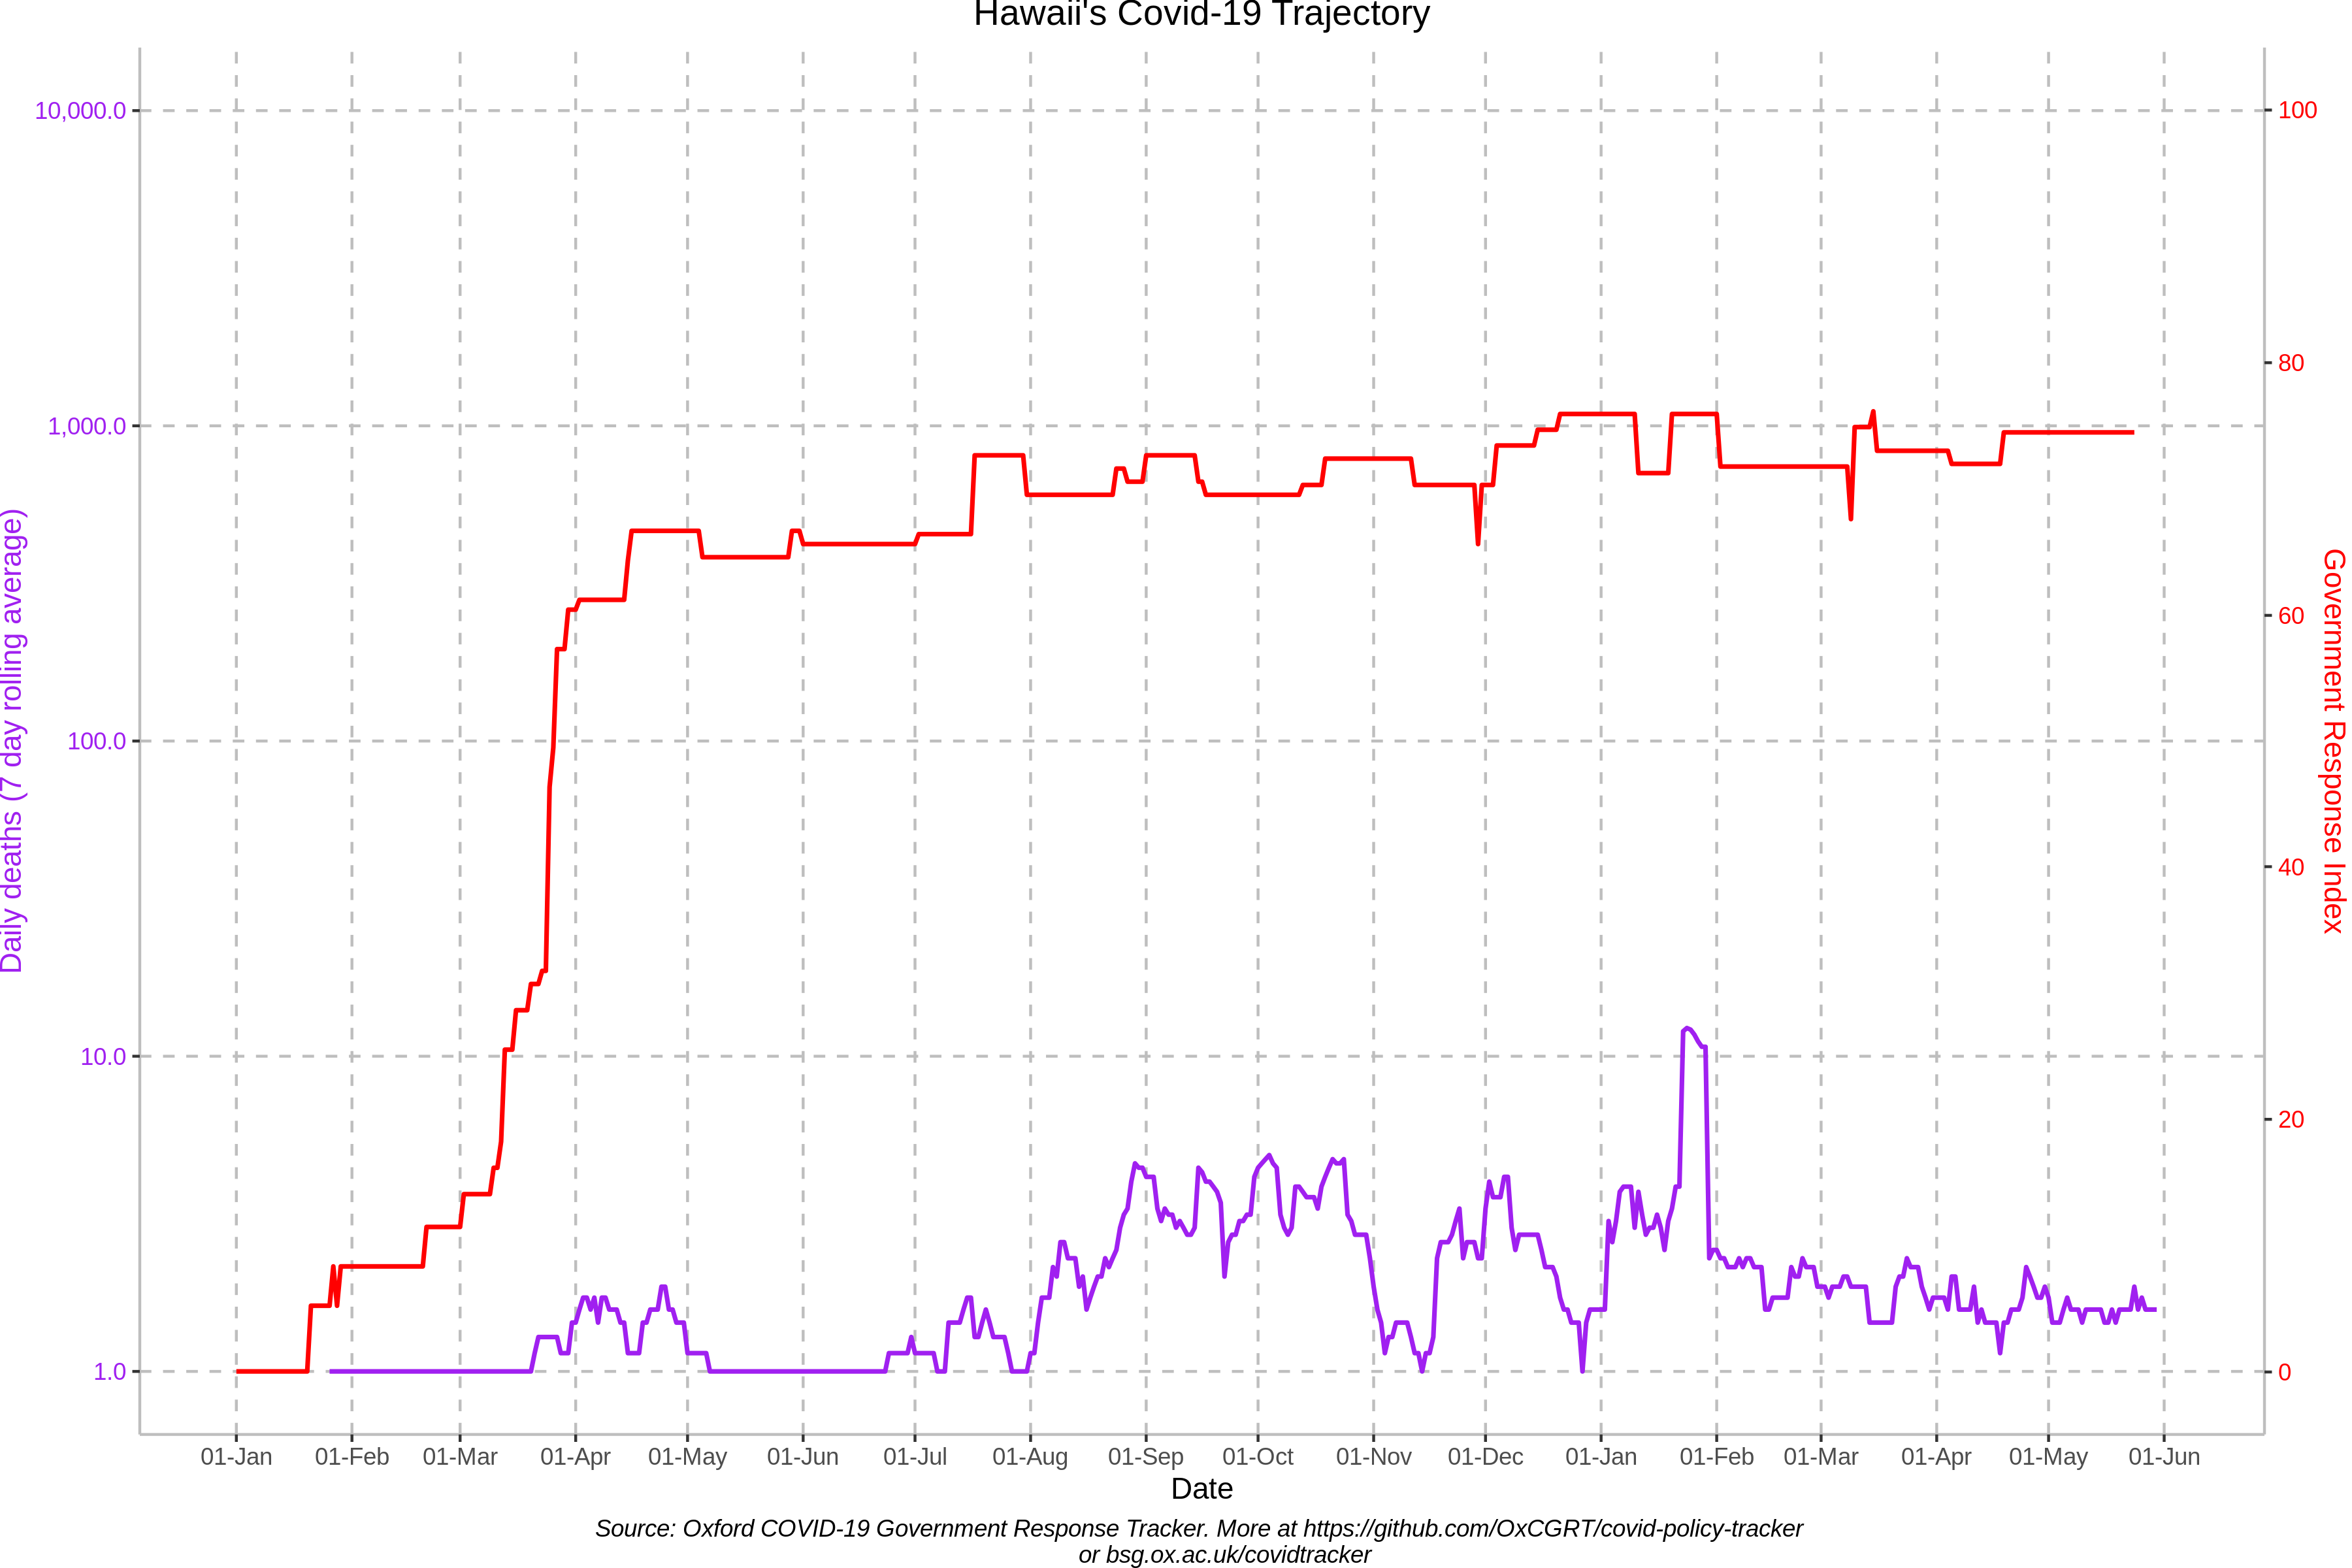 Hawaii's Covid-19 Trajectory
10,000.0
1,000.0
100.0
10.0
1.0
Daily deaths (7 day rolling average)
100
80
60
40
20
0
Government Response Index
01-Jan 01-Feb 01-Mar 01-Apr 01-May 01-Jun 01-Jul 01-Aug 01-Sep 01-Oct 01-Nov 01-Dec 01-Jan 01-Feb 01-Mar 01-Apr 01-May 01-Jun
Date
Source: Oxford COVID-19 Government Response Tracker. More at https://github.com/OxCGRT/covid-policy-tracker
or bsg.ox.ac.uk/covidtracker